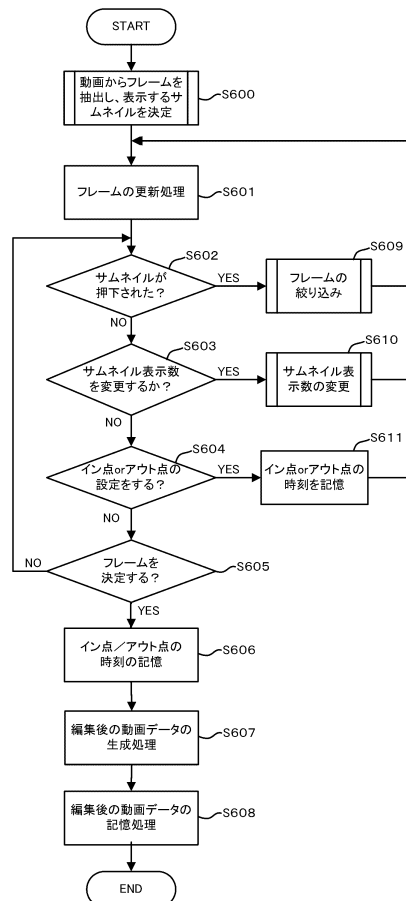 START
動画からフレームを
抽出し、表示するサ
ムネイルを決定
S600
フレームの更新処理
S601
サムネイルが
押下された？
S602
YES
NO
フレームの
絞り込み
S609
サムネイル表示数
を変更するか？
S603
YES
NO
サムネイル表
示数の変更
S610
イン点orアウト点の
設定をする？
S604
YES
NO
イン点orアウト点の
時刻を記憶
S611
フレームを
決定する？
S605
NO
YES
イン点／アウト点の
時刻の記憶
S606
編集後の動画データの
生成処理
S607
編集後の動画データの
記憶処理
S608
END